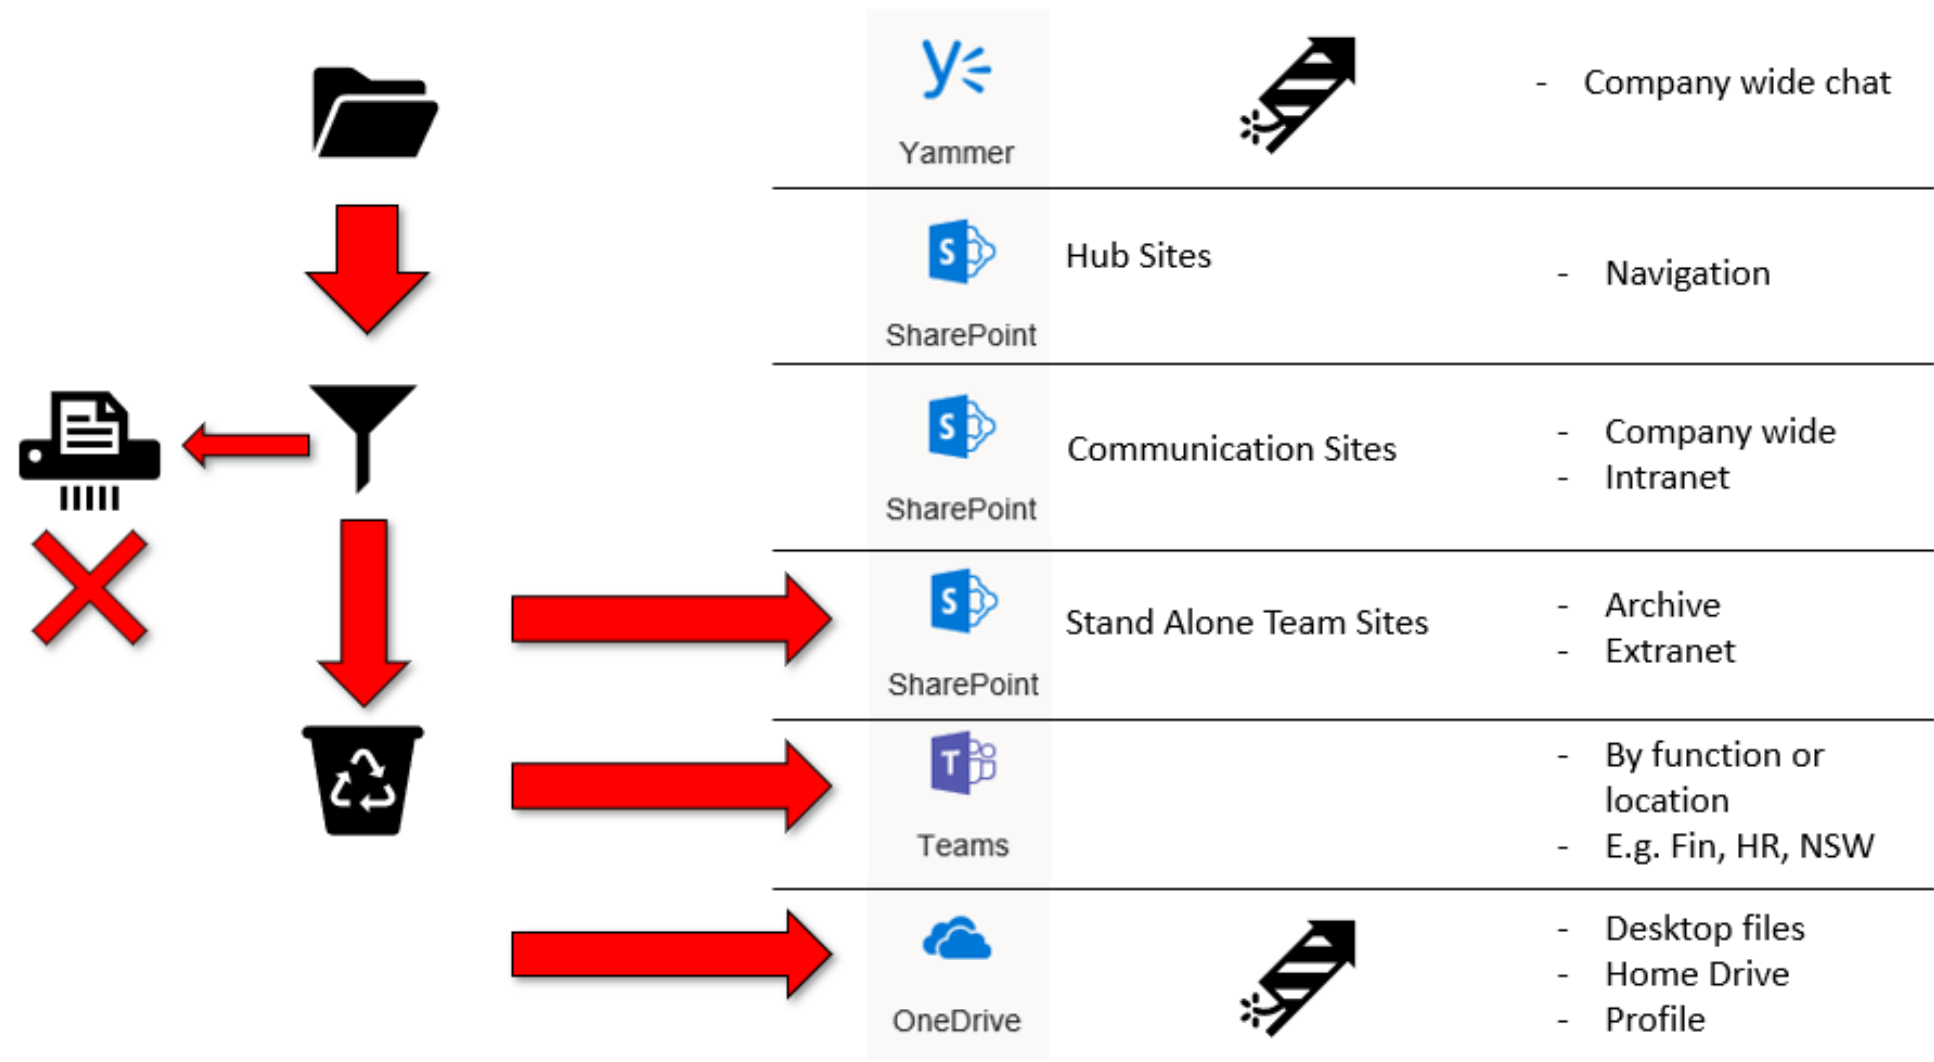 Yammer
- Company wide chat
SharePoint
Hub Sites
- Navigation
SharePoint
Communication Sites
- Company wide
- Intranet
SharePoint
Stand Alone Team Sites
- Archive
- Extranet
Teams
- By function or
location
- E.g. Fin, HR, NSW
OneDrive
- Desktop files
- Home Drive
- Profile